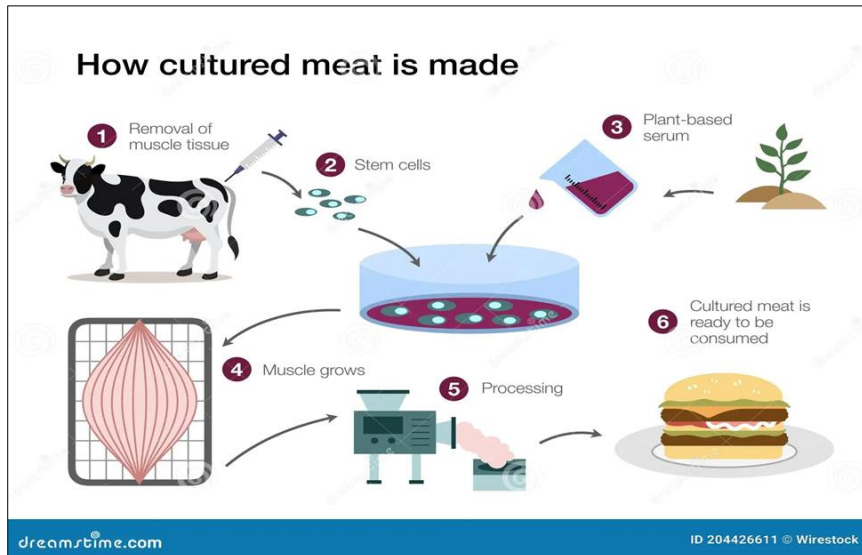 How cultured meat is made
1 Removal of
muscle tissue
2 Stem cells
3 Plant-based
serum
4 Muscle grows
5 Processing
6 Cultured meat is
ready to be
consumed
dreamstime.com
ID 204426611 © Wirestock